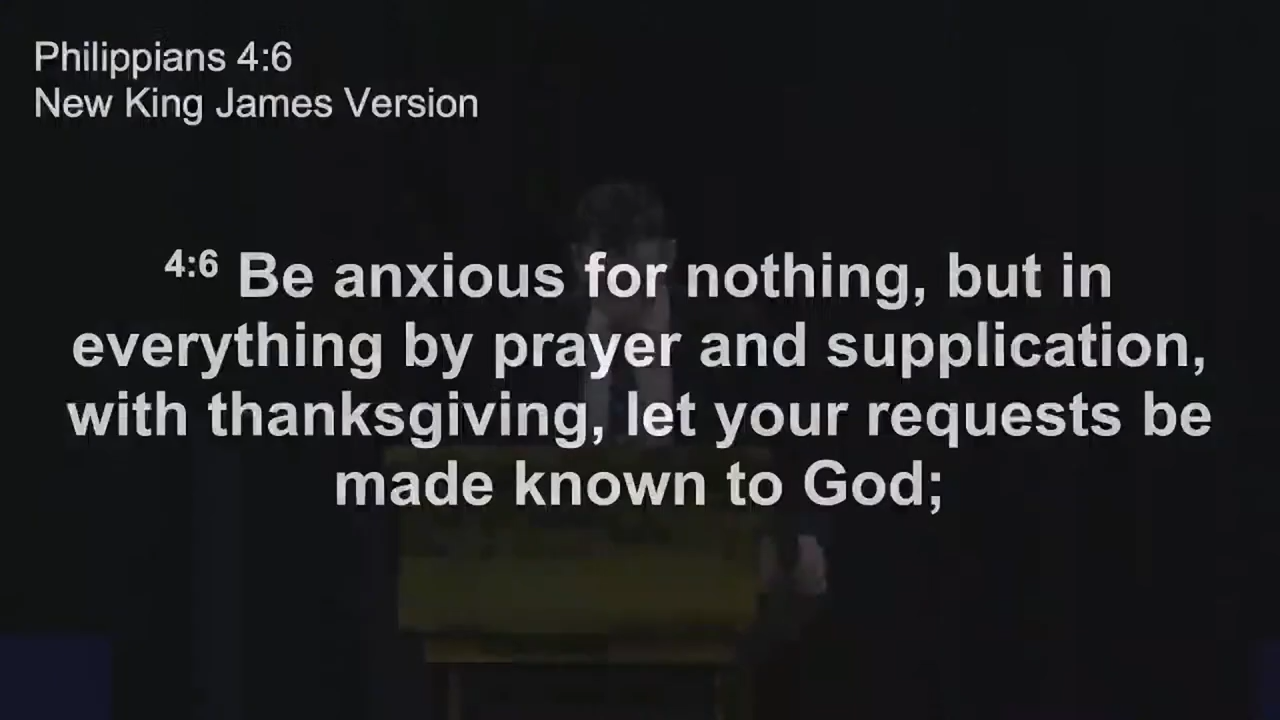 Philippians 4:6
New King James Version
4:6 Be anxious for nothing, but in
everything by prayer and supplication,
with thanksgiving, let your requests be
made known to God;